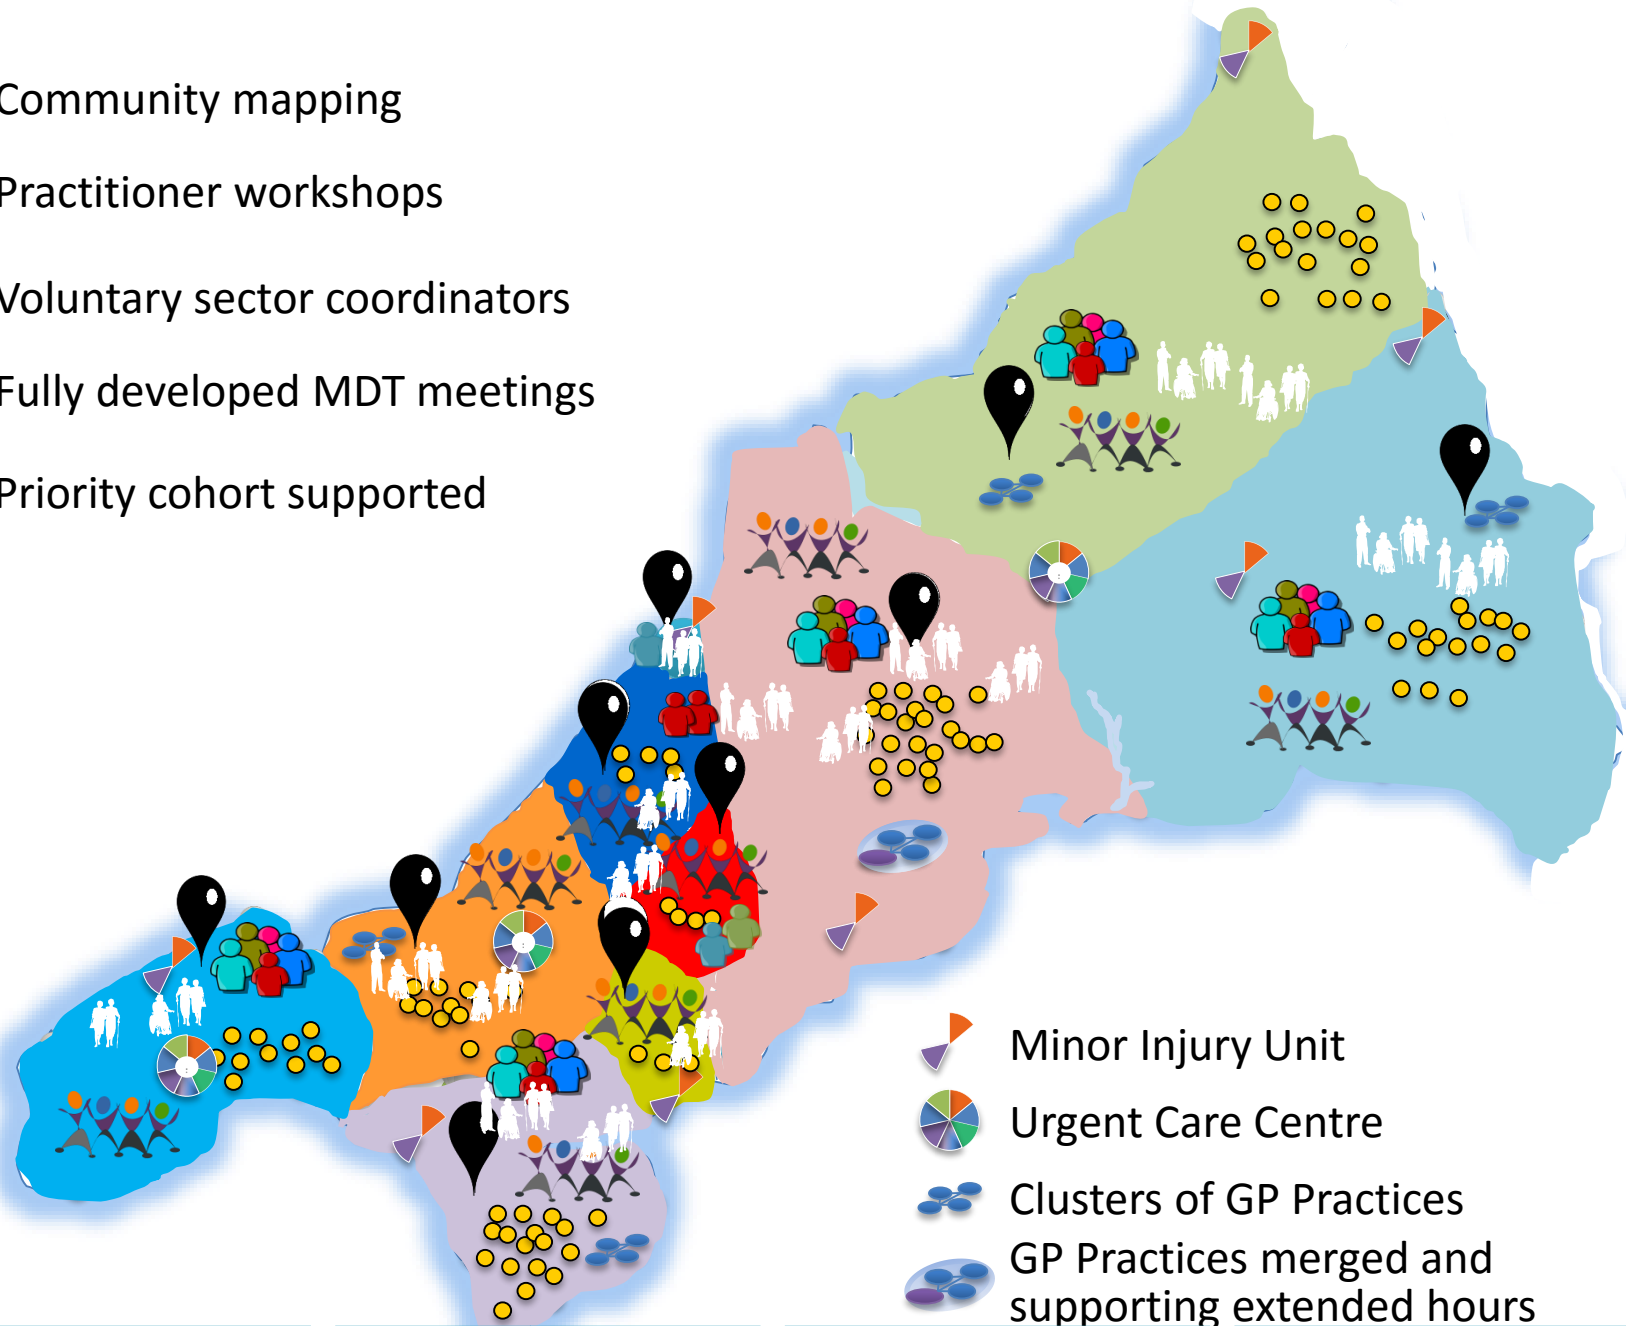 Community mapping
Practitioner workshops
Voluntary sector coordinators
Fully developed MDT meetings
Priority cohort supported
Minor Injury Unit
Urgent Care Centre
Clusters of GP Practices
GP Practices merged and
supporting extended hours